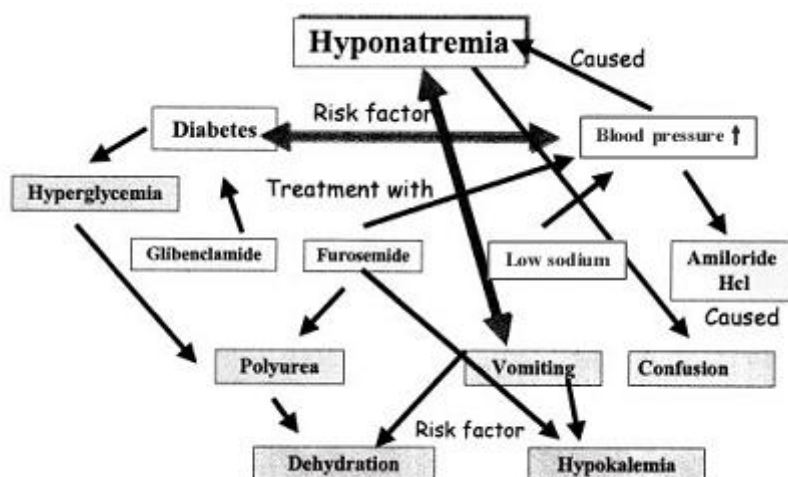 Hyponatremia
Caused
Risk factor
Diabetes
Blood pressure ↑
Hyperglycemia
Treatment with
Glibenclamide
Furosemide
Low sodium
Amiloride
Hcl
Caused
Polyurea
Vomiting
Confusion
Risk factor
Dehydration
Hypokalemia